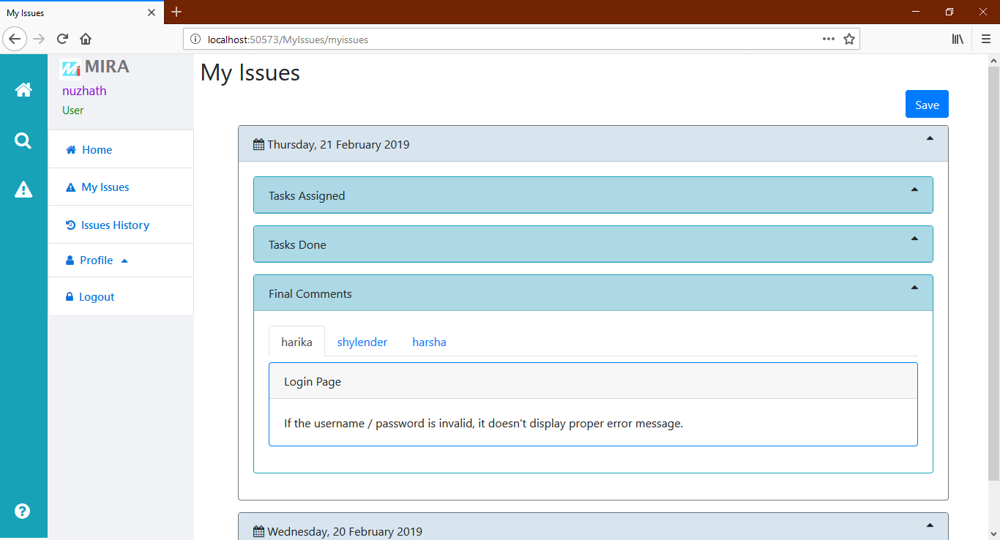 My Issues
localhost:50573/MyIssues/myissues
MIRA
nuzhath
User
Home
My Issues
Issues History
Profile
Logout
My Issues
Save
Thursday, 21 February 2019
Tasks Assigned
Tasks Done
Final Comments
harika shylender harsha
Login Page
If the username / password is invalid, it doesn't display proper error message.
Wednesday, 20 February 2019